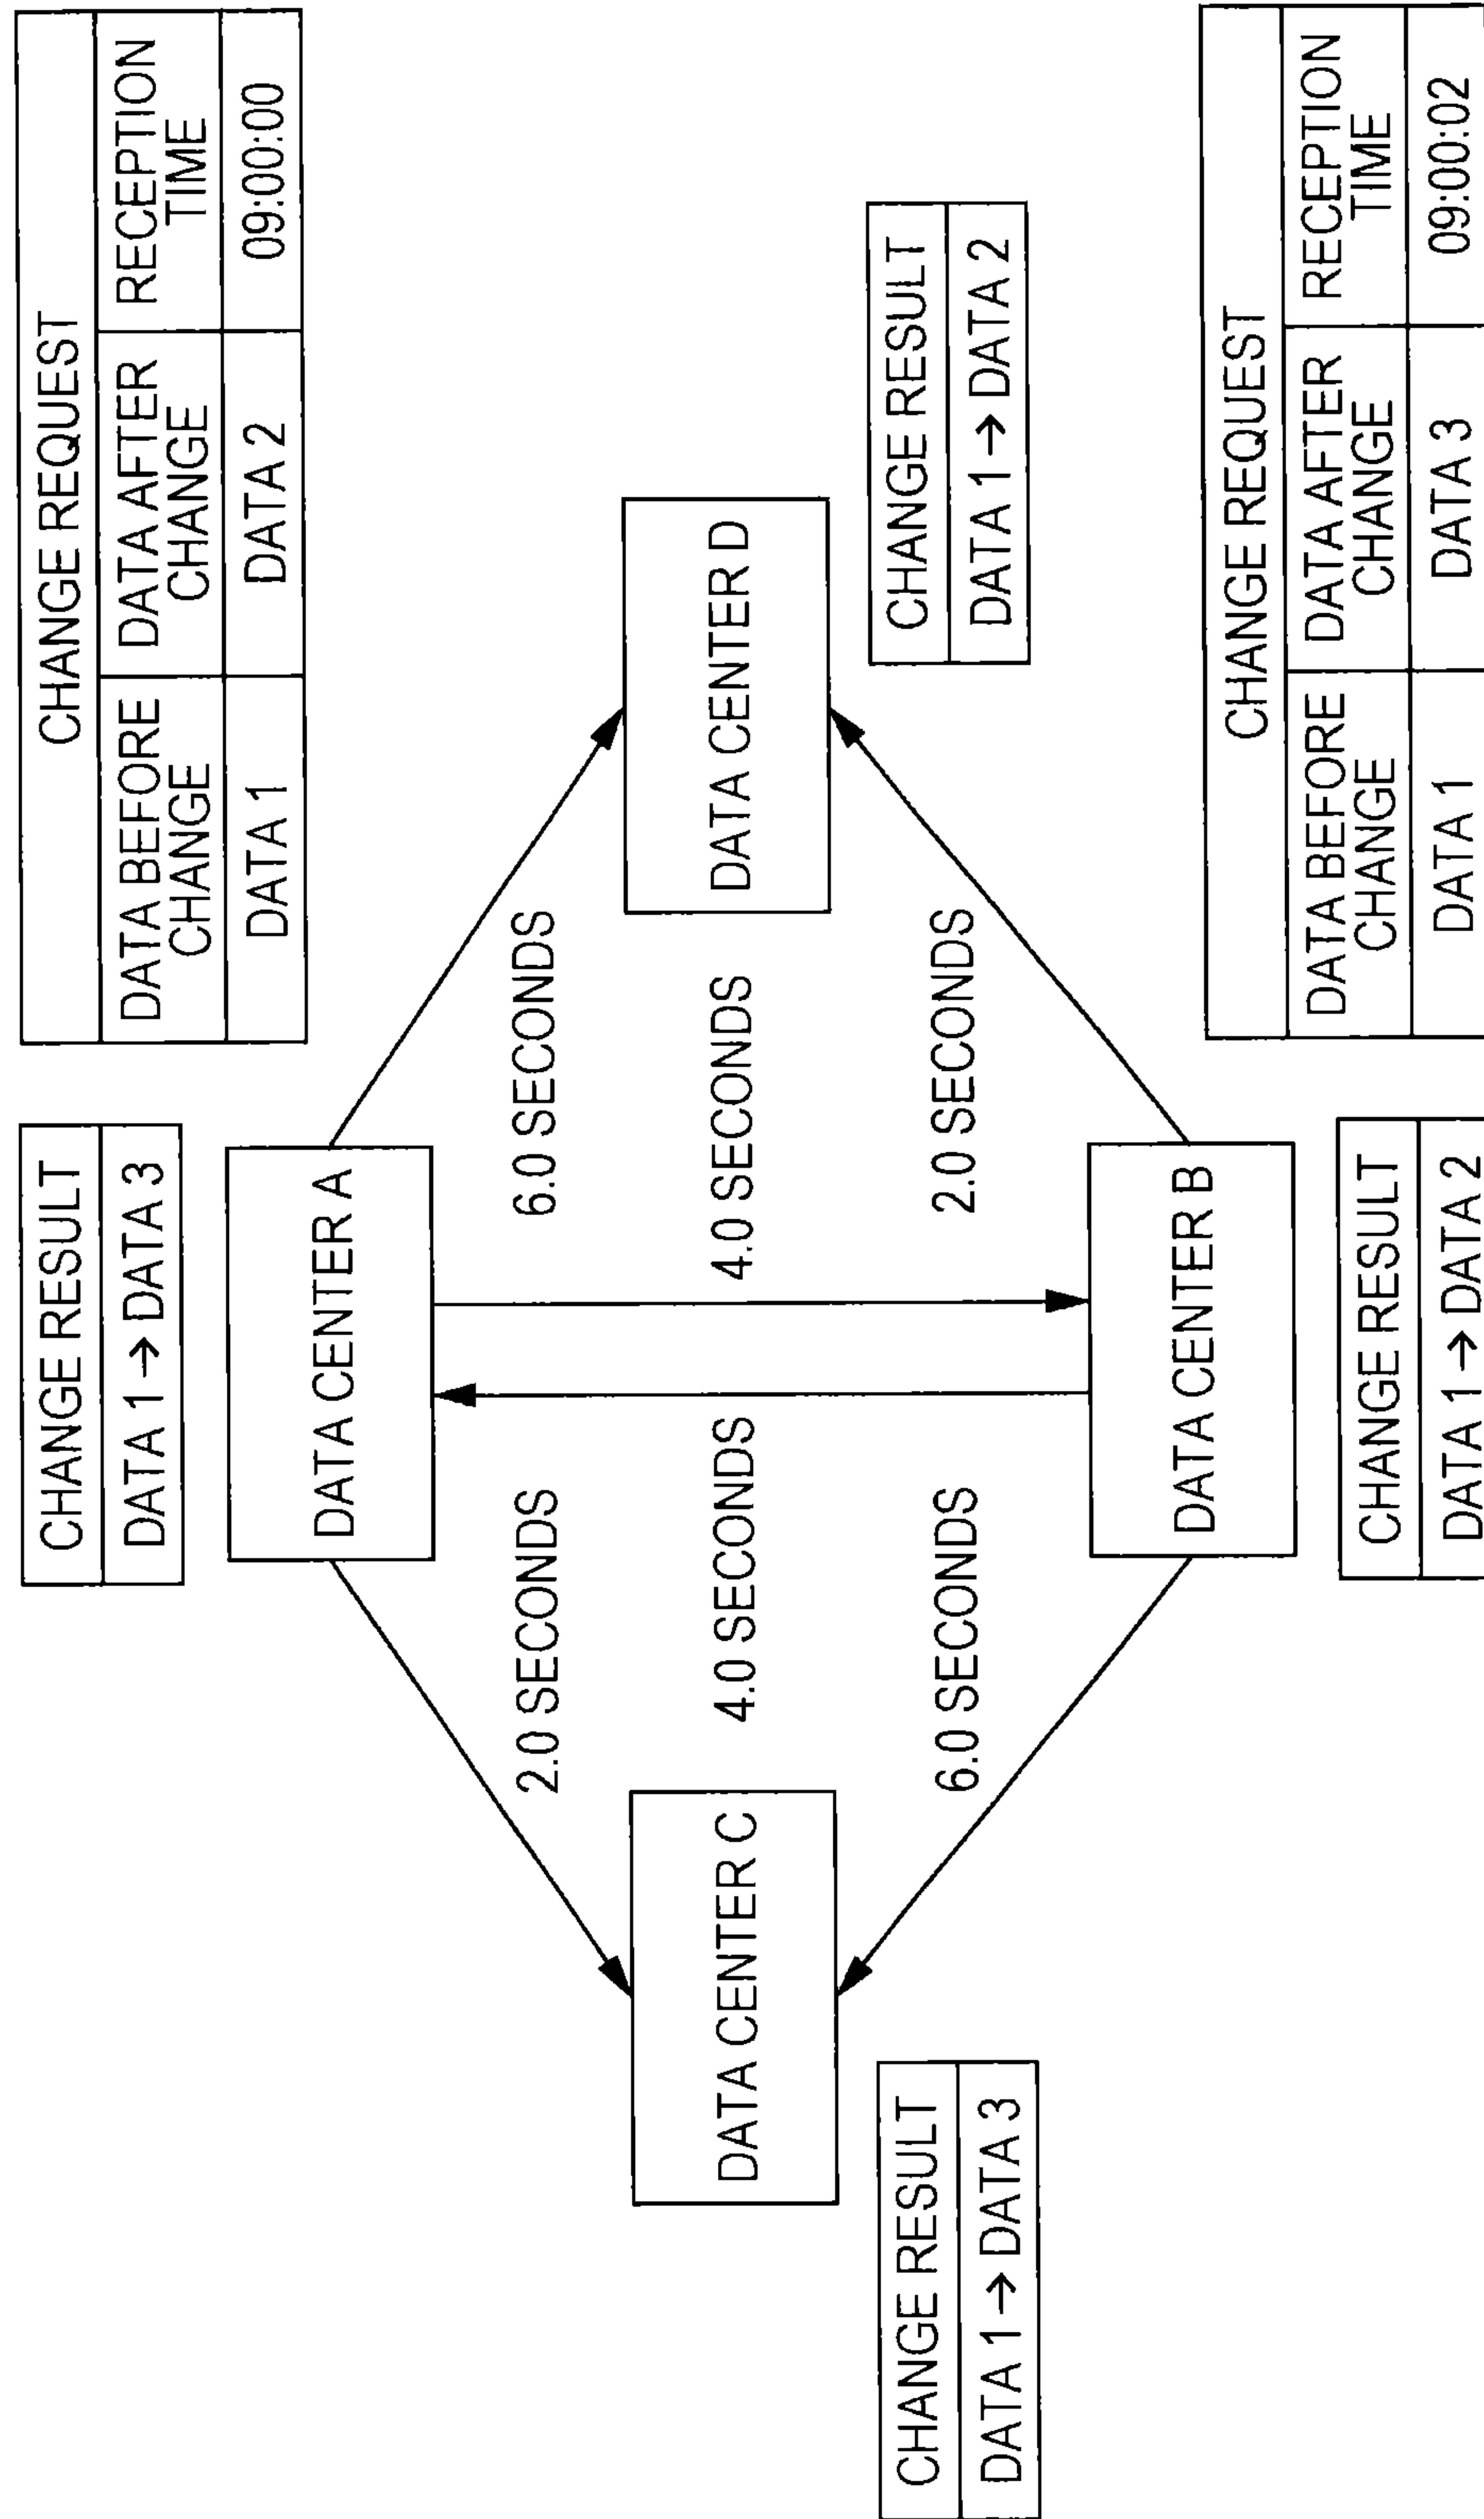 CHANGE RESULT
DATA 1 → DATA 3
CHANGE REQUEST
DATA BEFORE
CHANGE
DATA AFTER
CHANGE
RECEPTION
TIME
DATA 1
DATA 2
09:00:00
DATA CENTER A
2.0 SECONDS
6.0 SECONDS
DATA CENTER C
4.0 SECONDS
4.0 SECONDS
DATA CENTER D
CHANGE RESULT
DATA 1 → DATA 3
6.0 SECONDS
2.0 SECONDS
CHANGE RESULT
DATA 1 → DATA 2
DATA CENTER B
CHANGE RESULT
DATA 1 → DATA 2
CHANGE REQUEST
DATA BEFORE
CHANGE
DATA AFTER
CHANGE
RECEPTION
TIME
DATA 1
DATA 3
09:00:02